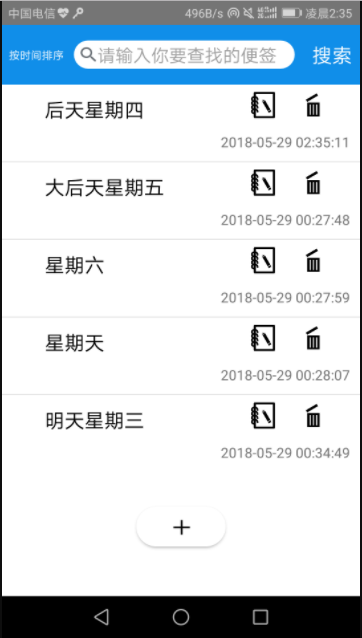 中国电信 496B/s 凌晨2:35
按时间排序 请输入你要查找的便签 搜索
后天星期四
2018-05-29 02:35:11
大后天星期五
2018-05-29 00:27:48
星期六
2018-05-29 00:27:59
星期天
2018-05-29 00:28:07
明天星期三
2018-05-29 00:34:49